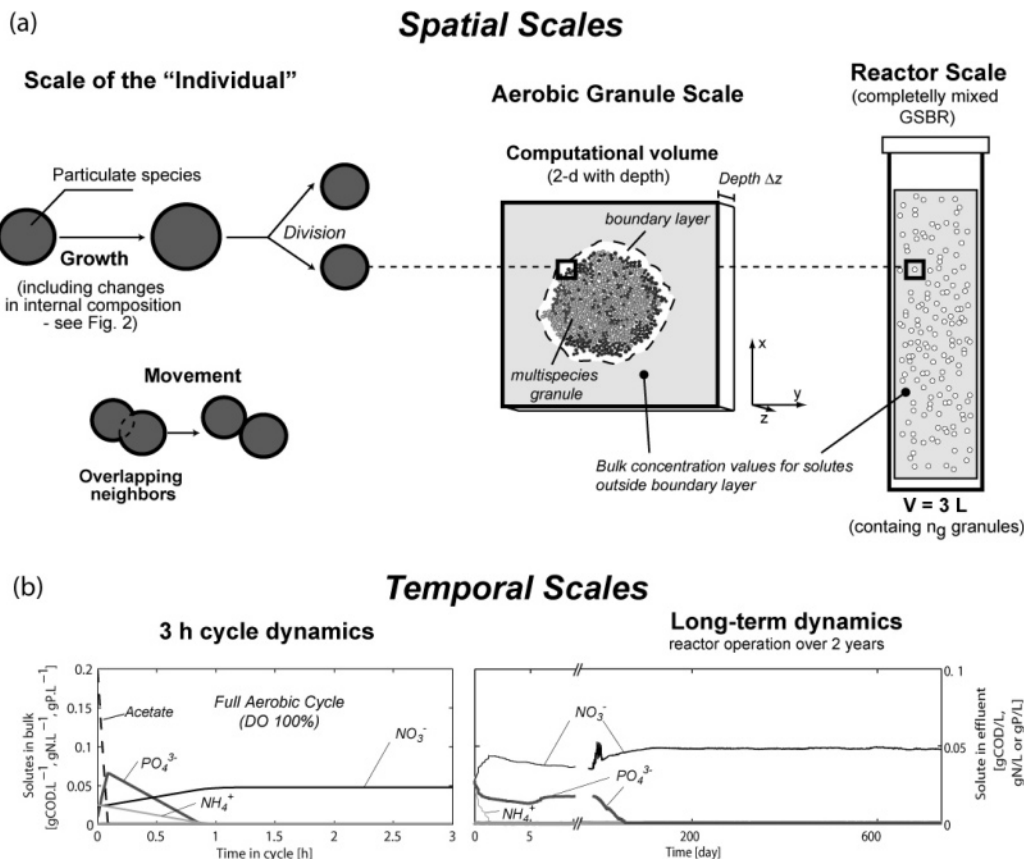 (a)
Spatial Scales
Scale of the “Individual”
Particulate species
Growth
(including changes
in internal composition
- see Fig. 2)
Division
Movement
Overlapping
neighbors
Aerobic Granule Scale
Computational volume
(2-d with depth)
Depth Δz
boundary layer
multispecies
granule
x
y
z
Bulk concentration values for solutes
outside boundary layer
Reactor Scale
(completelly mixed
GSBR)
V = 3 L
(containg ng granules)
(b)
Temporal Scales
3 h cycle dynamics
Solutes in bulk
[gCOD.L⁻¹, gN.L⁻¹, gP.L⁻¹]
0.2
0.15
0.1
0.05
0
Acetate
Full Aerobic Cycle
(DO 100%)
PO₄³⁻
NH₄⁺
NO₃⁻
0 0.5 1 1.5 2 2.5 3
Time in cycle [h]
Long-term dynamics
reactor operation over 2 years
NO₃⁻
PO₄³⁻
NH₄⁺
PO₄³⁻
0 5 200 600
Time [day]
0.1
0.05
0
Solute in effluent
[gCOD/L,
gN/L or gP/L]